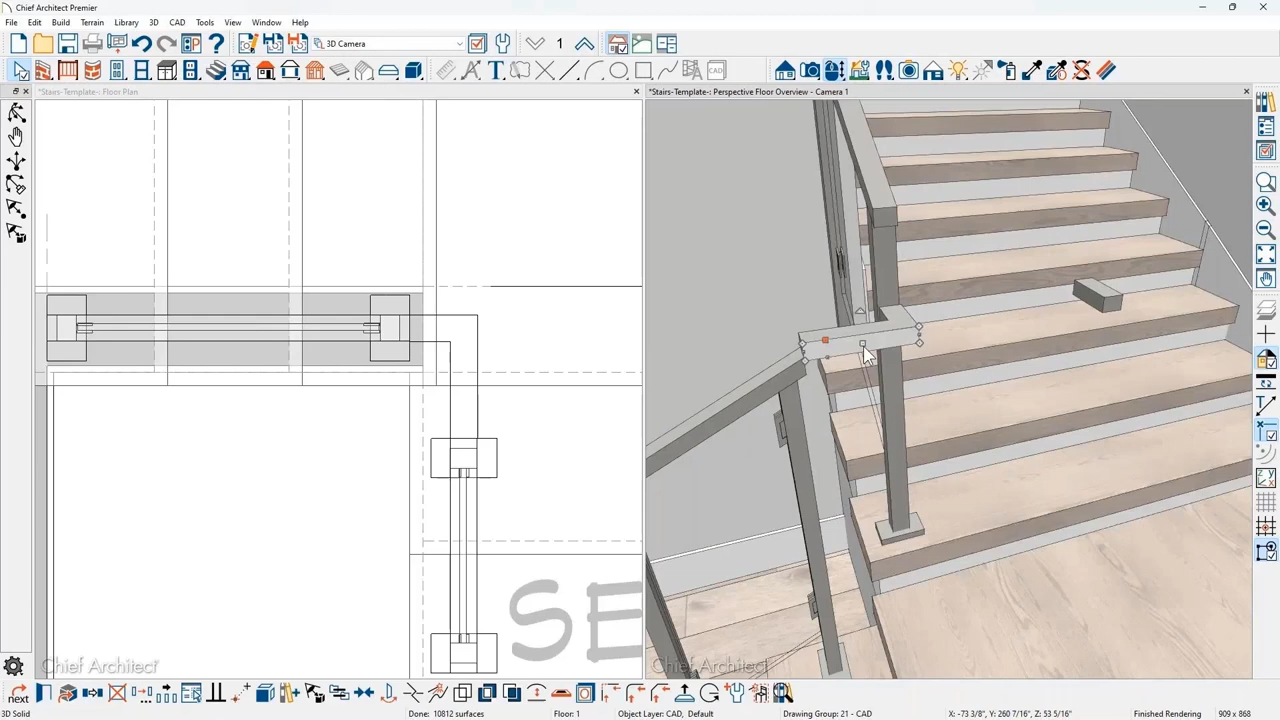 Chief Architect Premier
File Edit Build Terrain Library 3D CAD Tools View Window Help
3D Camera
1
*Stairs-Template-: Floor Plan
*Stairs-Template-: Perspective Floor Overview - Camera 1
SE
Chief Architect
Chief Architect
next
3D Solid
Done: 10812 surfaces
Floor: 1
Object Layer: CAD, Default
Drawing Group: 21 - CAD
X: -73 3/8", Y: 260 7/16", Z: 53 5/16"
Finished Rendering
909 x 868